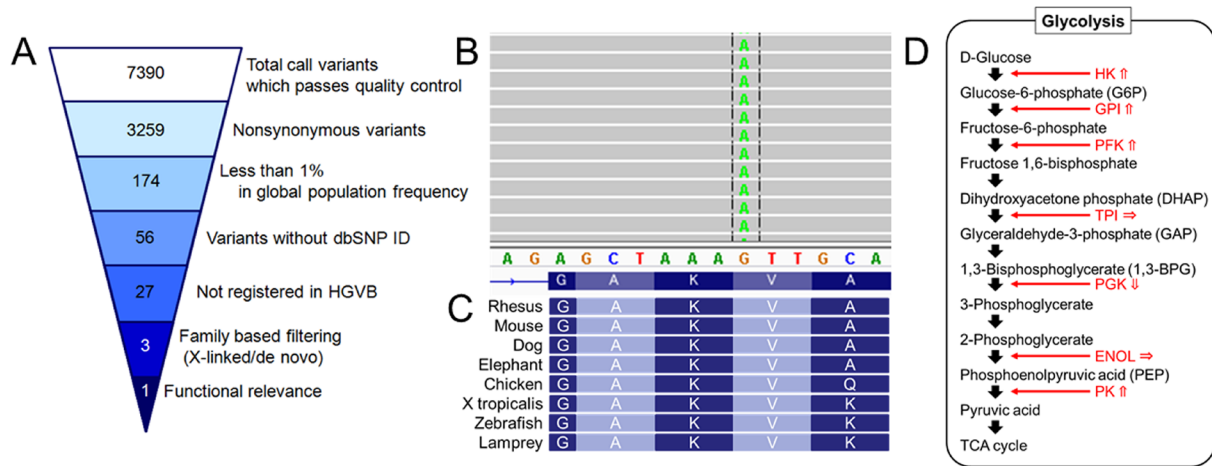 A
7390
Total call variants
which passes quality control
3259
Nonsynonymous variants
174
Less than 1%
in global population frequency
56
Variants without dbSNP ID
27
Not registered in HGVB
3
Family based filtering
(X-linked/de novo)
1
Functional relevance
B
A
A
A
A
A
A
A
A
A
A
A G A G C T A A A G T T G C A
G A K V A
C
Rhesus G A K V A
Mouse G A K V A
Dog G A K V A
Elephant G A K V A
Chicken G A K V Q
X tropicalis G A K V K
Zebrafish G A K V K
Lamprey G A K V K
D
Glycolysis
D-Glucose
HK ⇑
Glucose-6-phosphate (G6P)
GPI ⇑
Fructose-6-phosphate
PFK ⇑
Fructose 1,6-bisphosphate
Dihydroxyacetone phosphate (DHAP)
TPI ⇒
Glyceraldehyde-3-phosphate (GAP)
1,3-Bisphosphoglycerate (1,3-BPG)
PGK ⇓
3-Phosphoglycerate
2-Phosphoglycerate
ENOL ⇒
Phosphoenolpyruvic acid (PEP)
PK ⇑
Pyruvic acid
TCA cycle